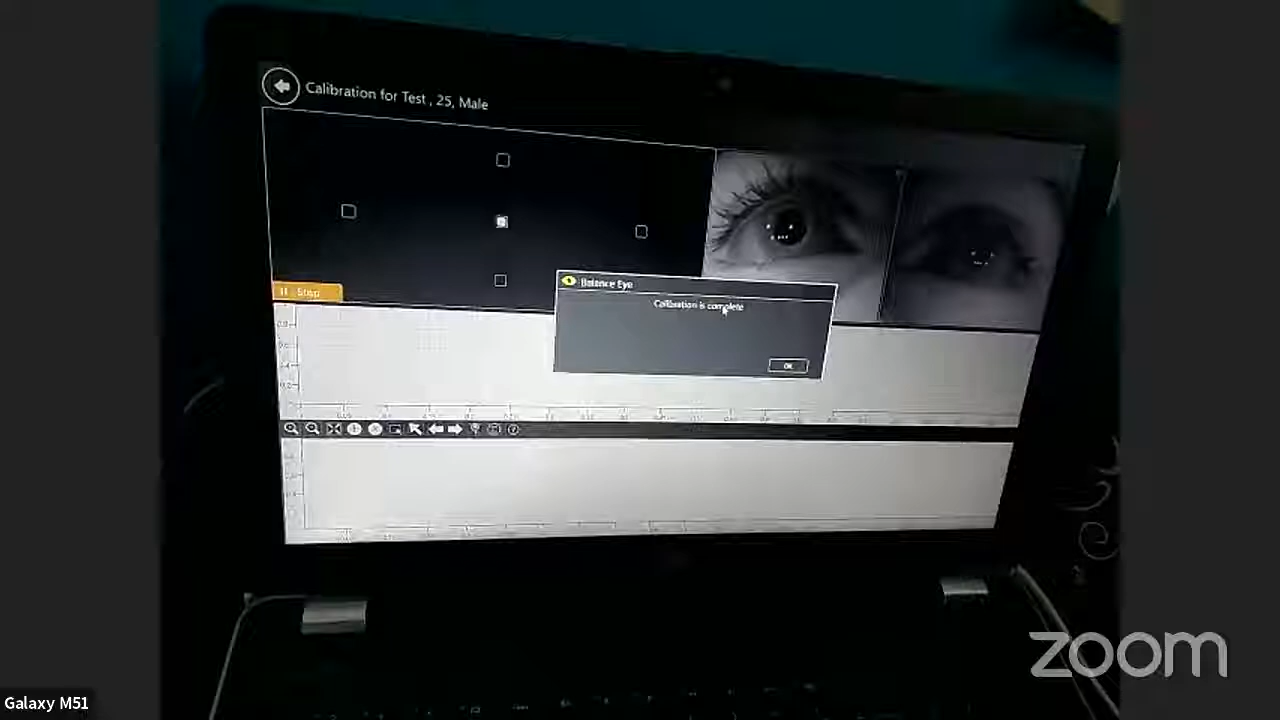 Calibration for Test , 25, Male
Stop
Balance Eye
Calibration is complete
OK
zoom
Galaxy M51